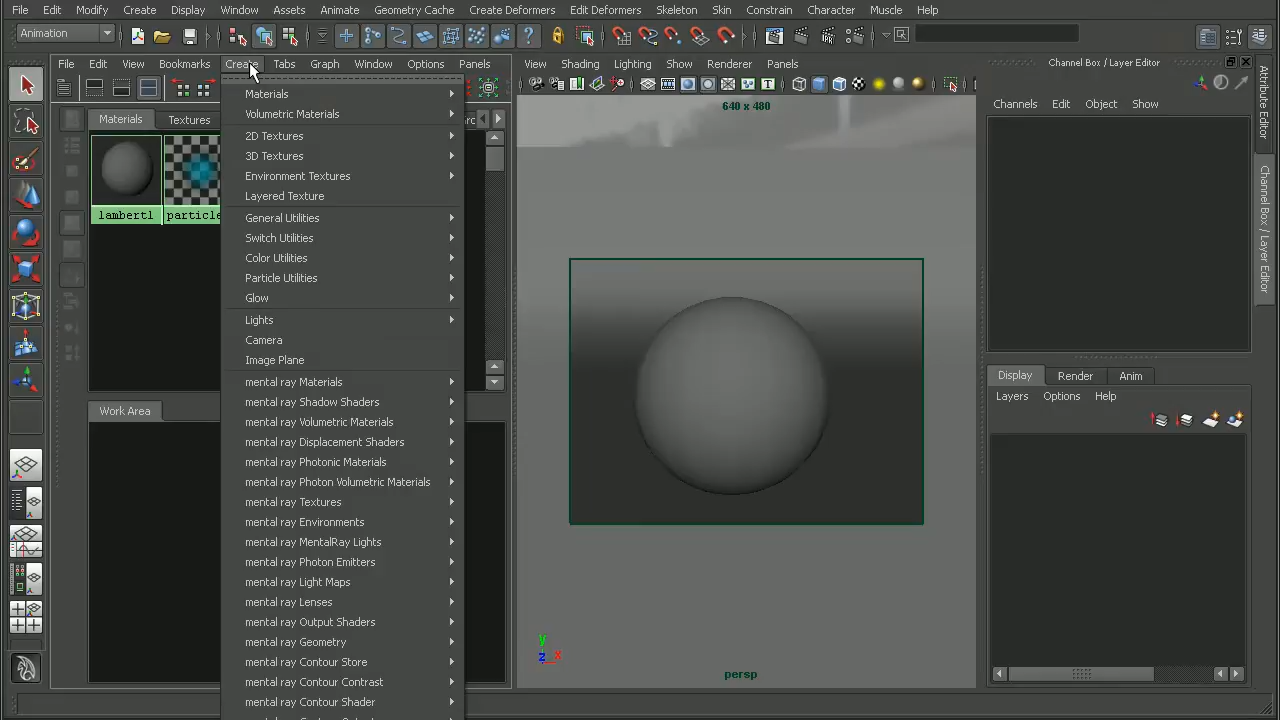 File Edit Modify Create Display Window Assets Animate Geometry Cache Create Deformers Edit Deformers Skeleton Skin Constrain Character Muscle Help
Animation
File Edit View Bookmarks Create Tabs Graph Window Options Panels
View Shading Lighting Show Renderer Panels
Channel Box / Layer Editor
Channels Edit Object Show
Materials Textures
lambert1 particle
Work Area
Materials
Volumetric Materials
2D Textures
3D Textures
Environment Textures
Layered Texture
General Utilities
Switch Utilities
Color Utilities
Particle Utilities
Glow
Lights
Camera
Image Plane
mental ray Materials
mental ray Shadow Shaders
mental ray Volumetric Materials
mental ray Displacement Shaders
mental ray Photonic Materials
mental ray Photon Volumetric Materials
mental ray Textures
mental ray Environments
mental ray MentalRay Lights
mental ray Photon Emitters
mental ray Light Maps
mental ray Lenses
mental ray Output Shaders
mental ray Geometry
mental ray Contour Store
mental ray Contour Contrast
mental ray Contour Shader
640 x 480
y
z x
persp
Display Render Anim
Layers Options Help
Attribute Editor
Channel Box / Layer Editor